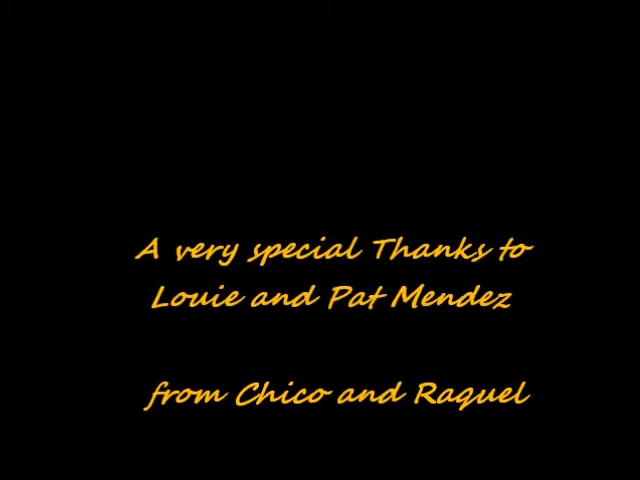 A very special Thanks to
Louie and Pat Mendez
from Chico and Raquel